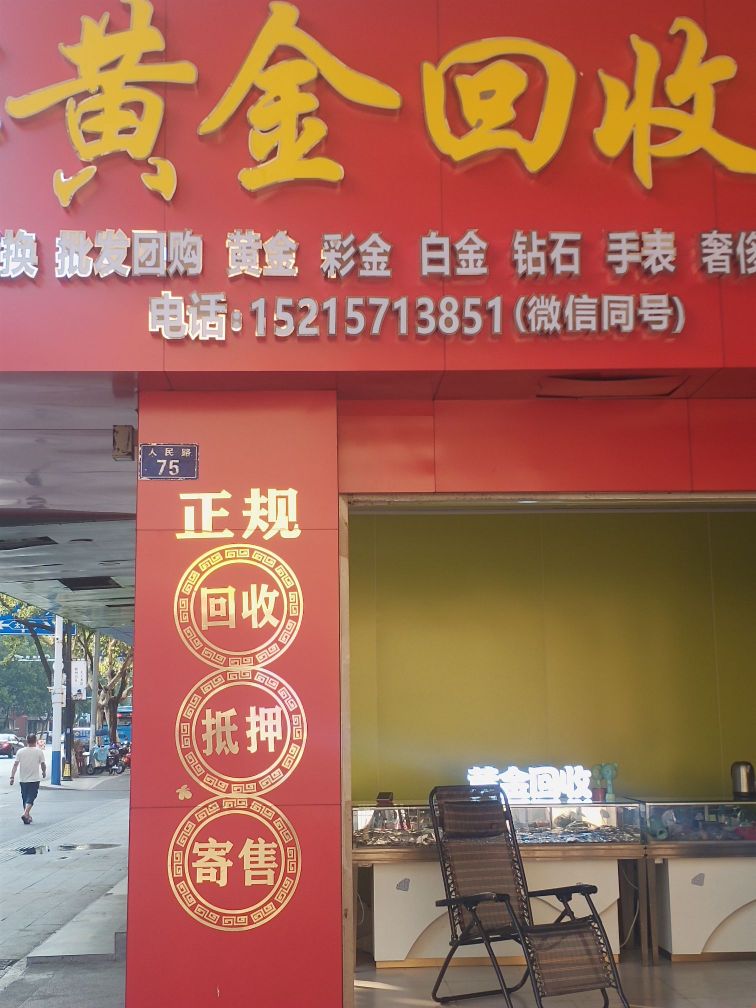 黄金回收
换 批发团购 黄金 彩金 白金 钻石 手表 奢侈
电话:15215713851(微信同号)
人民路
75
正规
回收
抵押
寄售
黄金回收